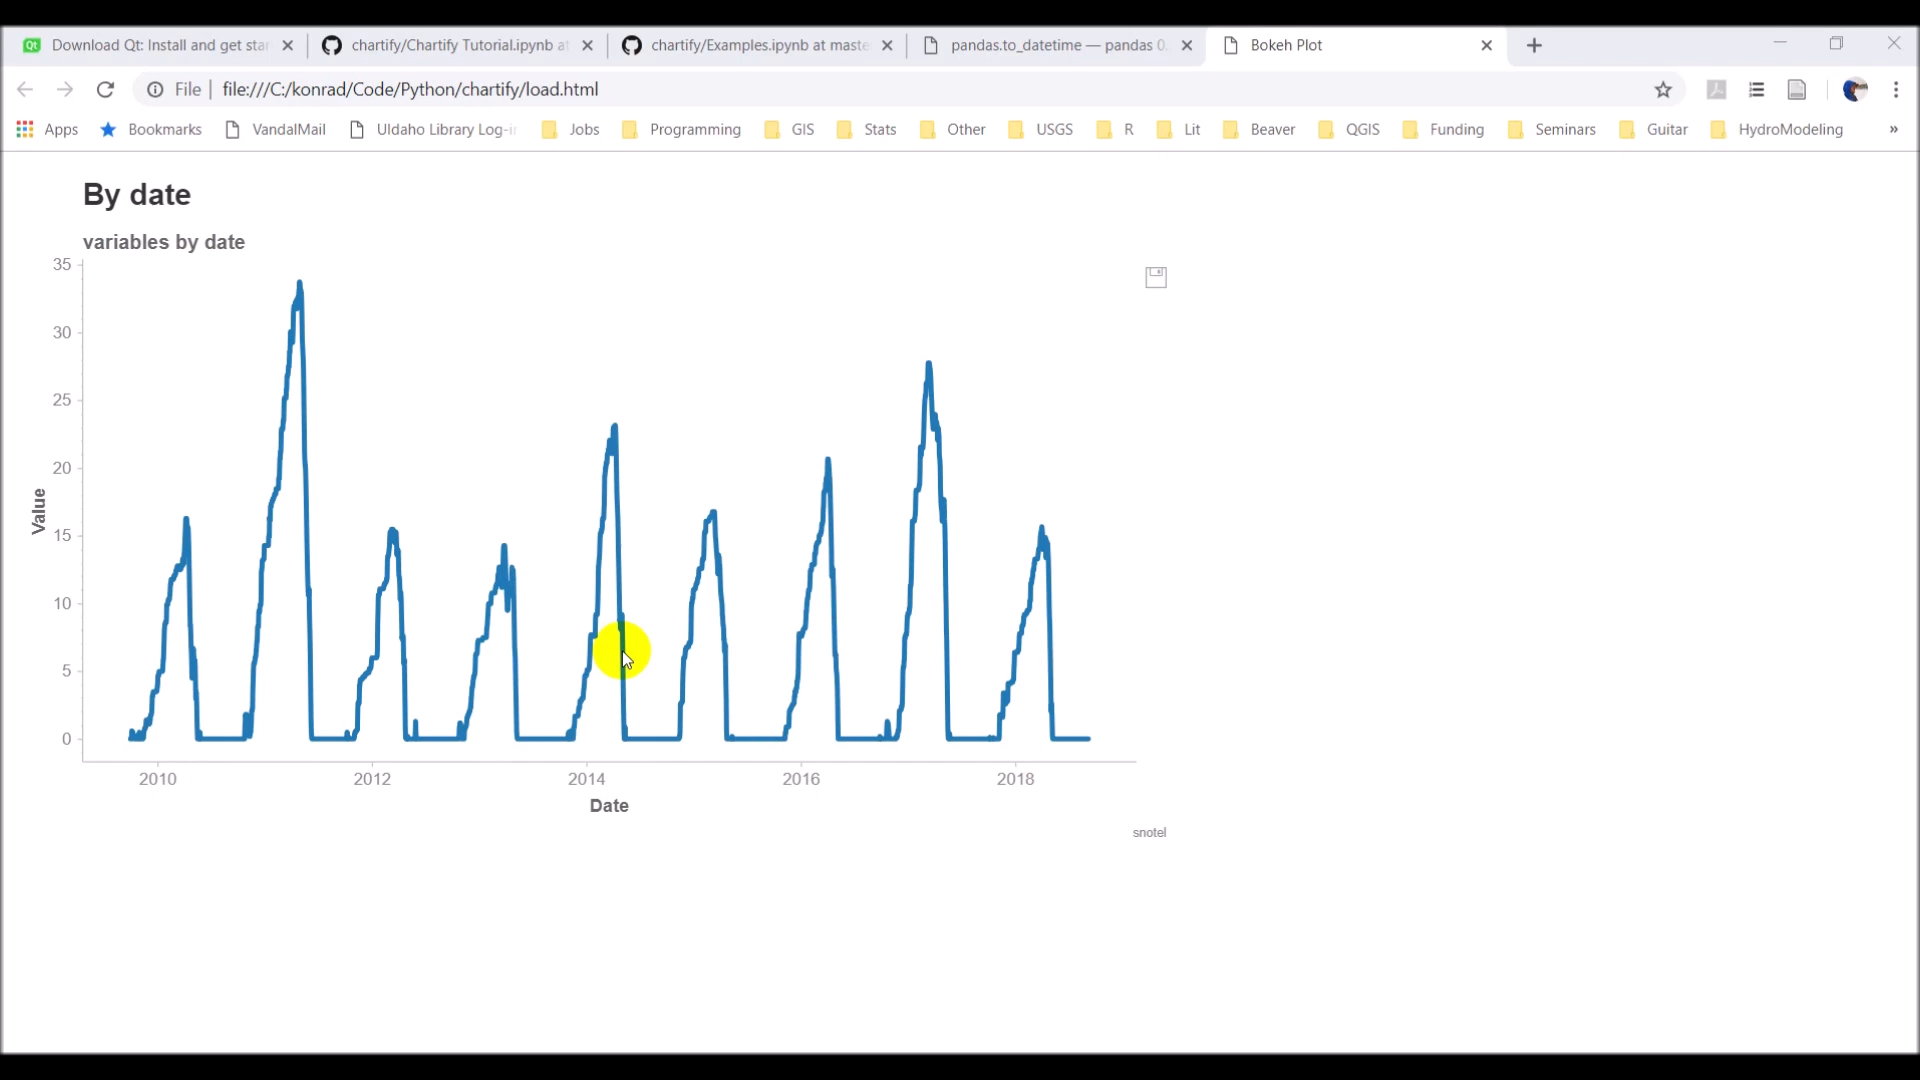 Download Qt: Install and get star
chartify/Chartify Tutorial.ipynb at
chartify/Examples.ipynb at maste
pandas.to_datetime — pandas 0.
Bokeh Plot
File | file:///C:/konrad/Code/Python/chartify/load.html
Apps Bookmarks VandalMail UIdaho Library Log-in Jobs Programming GIS Stats Other USGS R Lit Beaver QGIS Funding Seminars Guitar HydroModeling »
By date
variables by date
35
30
25
20
15
10
5
0
Value
2010 2012 2014 2016 2018
Date
snotel